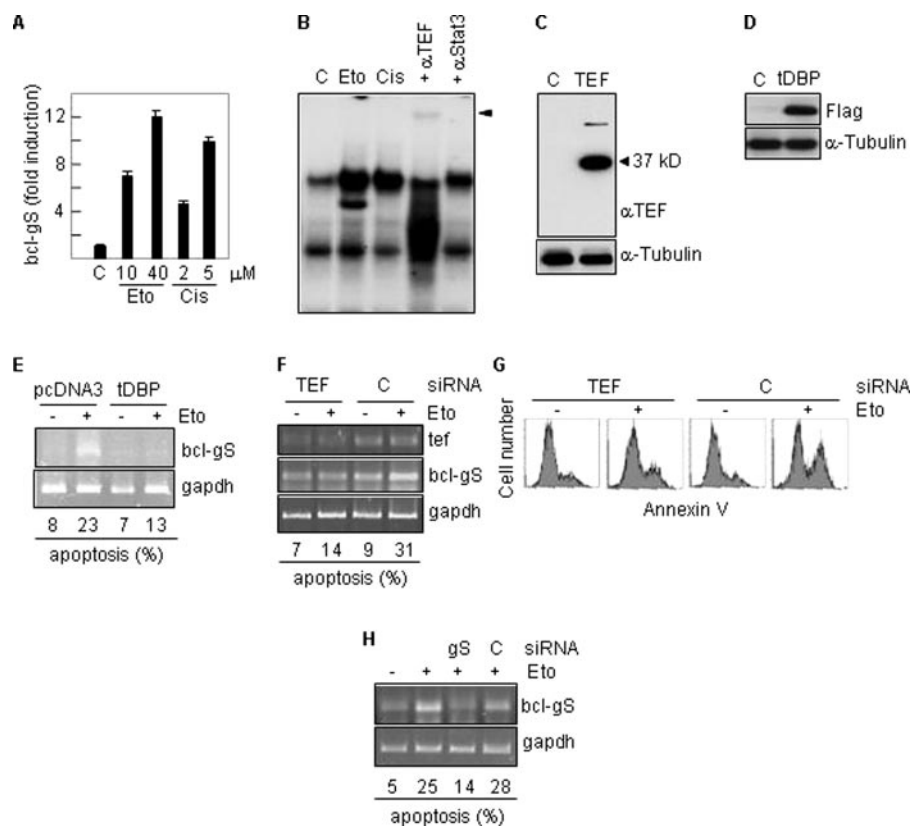 A
bcl-gS (fold induction)
12
8
4
C 10 40 2 5 μM
Eto Cis
B
C Eto Cis + αTEF + αStat3
C
C TEF
37 kD
αTEF
α-Tubulin
D
C tDBP
Flag
α-Tubulin
E
pcDNA3 tDBP
- + - + Eto
bcl-gS
gapdh
8 23 7 13
apoptosis (%)
F
TEF C siRNA
- + - + Eto
tef
bcl-gS
gapdh
7 14 9 31
apoptosis (%)
G
TEF C siRNA
- + - + Eto
Cell number
Annexin V
H
gS C siRNA
- + + + Eto
bcl-gS
gapdh
5 25 14 28
apoptosis (%)